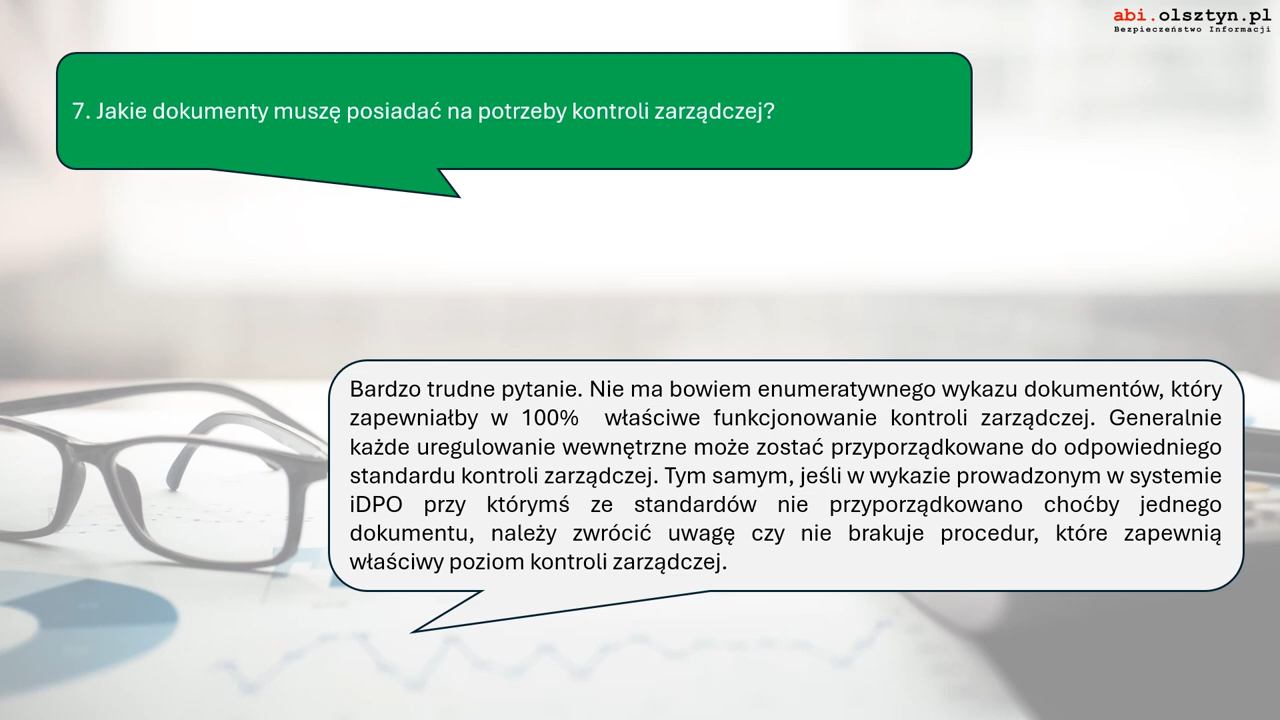 abi.olsztyn.pl
Bezpieczeństwo Informacji
7. Jakie dokumenty muszę posiadać na potrzeby kontroli zarządczej?
Bardzo trudne pytanie. Nie ma bowiem enumeratywnego wykazu dokumentów, który
zapewniałby w 100%  właściwe funkcjonowanie kontroli zarządczej. Generalnie
każde uregulowanie wewnętrzne może zostać przyporządkowane do odpowiedniego
standardu kontroli zarządczej. Tym samym, jeśli w wykazie prowadzonym w systemie
iDPO przy którymś ze standardów nie przyporządkowano choćby jednego
dokumentu, należy zwrócić uwagę czy nie brakuje procedur, które zapewnią
właściwy poziom kontroli zarządczej.